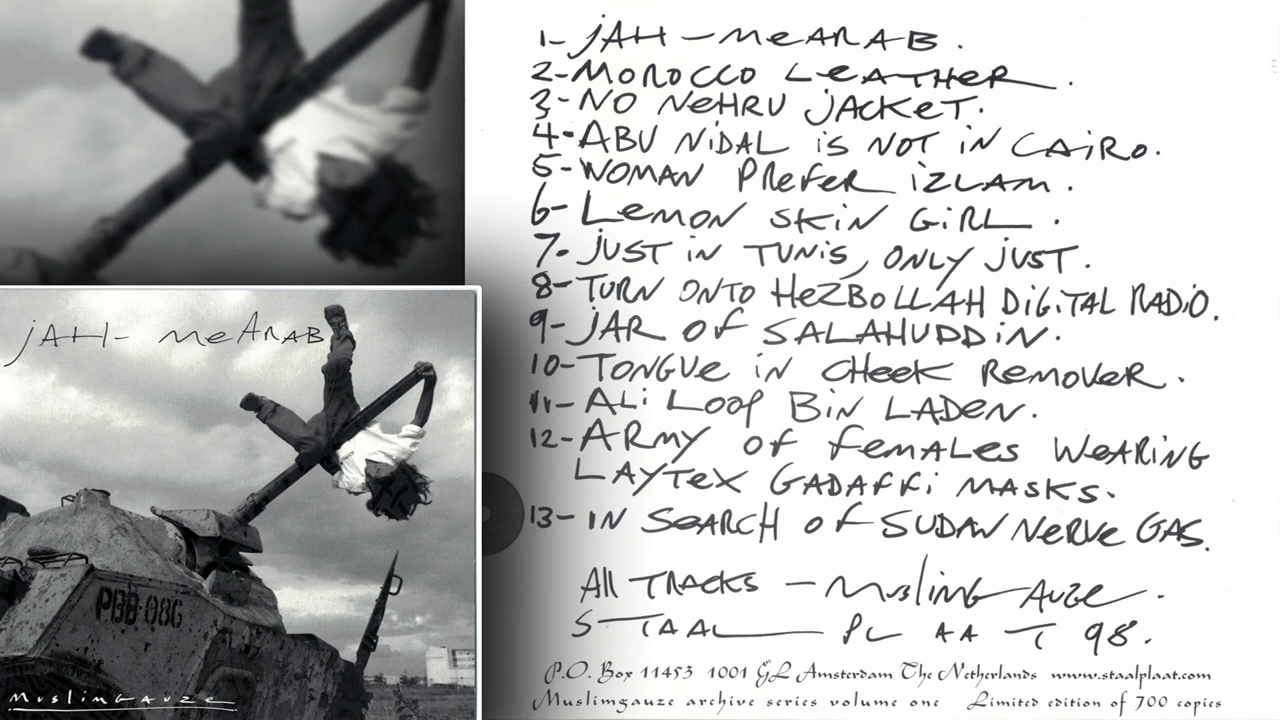 jAH - MeARAB
PBB·086
Muslimgauze
1- jAH - MeARAB.
2- MOROCCO LeATHeR.
3- NO NeHRU jACKeT.
4- ABU NiDAL iS NOT iN CAiRO.
5- WOMAN PReFeR iZLAM.
6- LeMON SKiN GiRL.
7- jUST iN TUNiS, ONLY jUST.
8- TURN ONTO HeZBOLLAH DiGiTAL RADiO.
9- jAR OF SALAHUDDiN.
10- TONGUe iN CHeeK ReMOVeR.
11- ALi LOOP BiN LADeN.
12- ARMY OF FeMALeS WeARiNG
LAYTeX GADAFFi MASKS.
13- IN SeARCH OF SUDAN NeRVe GAS.
All TRACKS - MuslimGAuze.
STAALPLAAT 98.
P.O. Box 11453 1001 GL Amsterdam The Netherlands www.staalplaat.com
Muslimgauze archive series volume one Limited edition of 700 copies